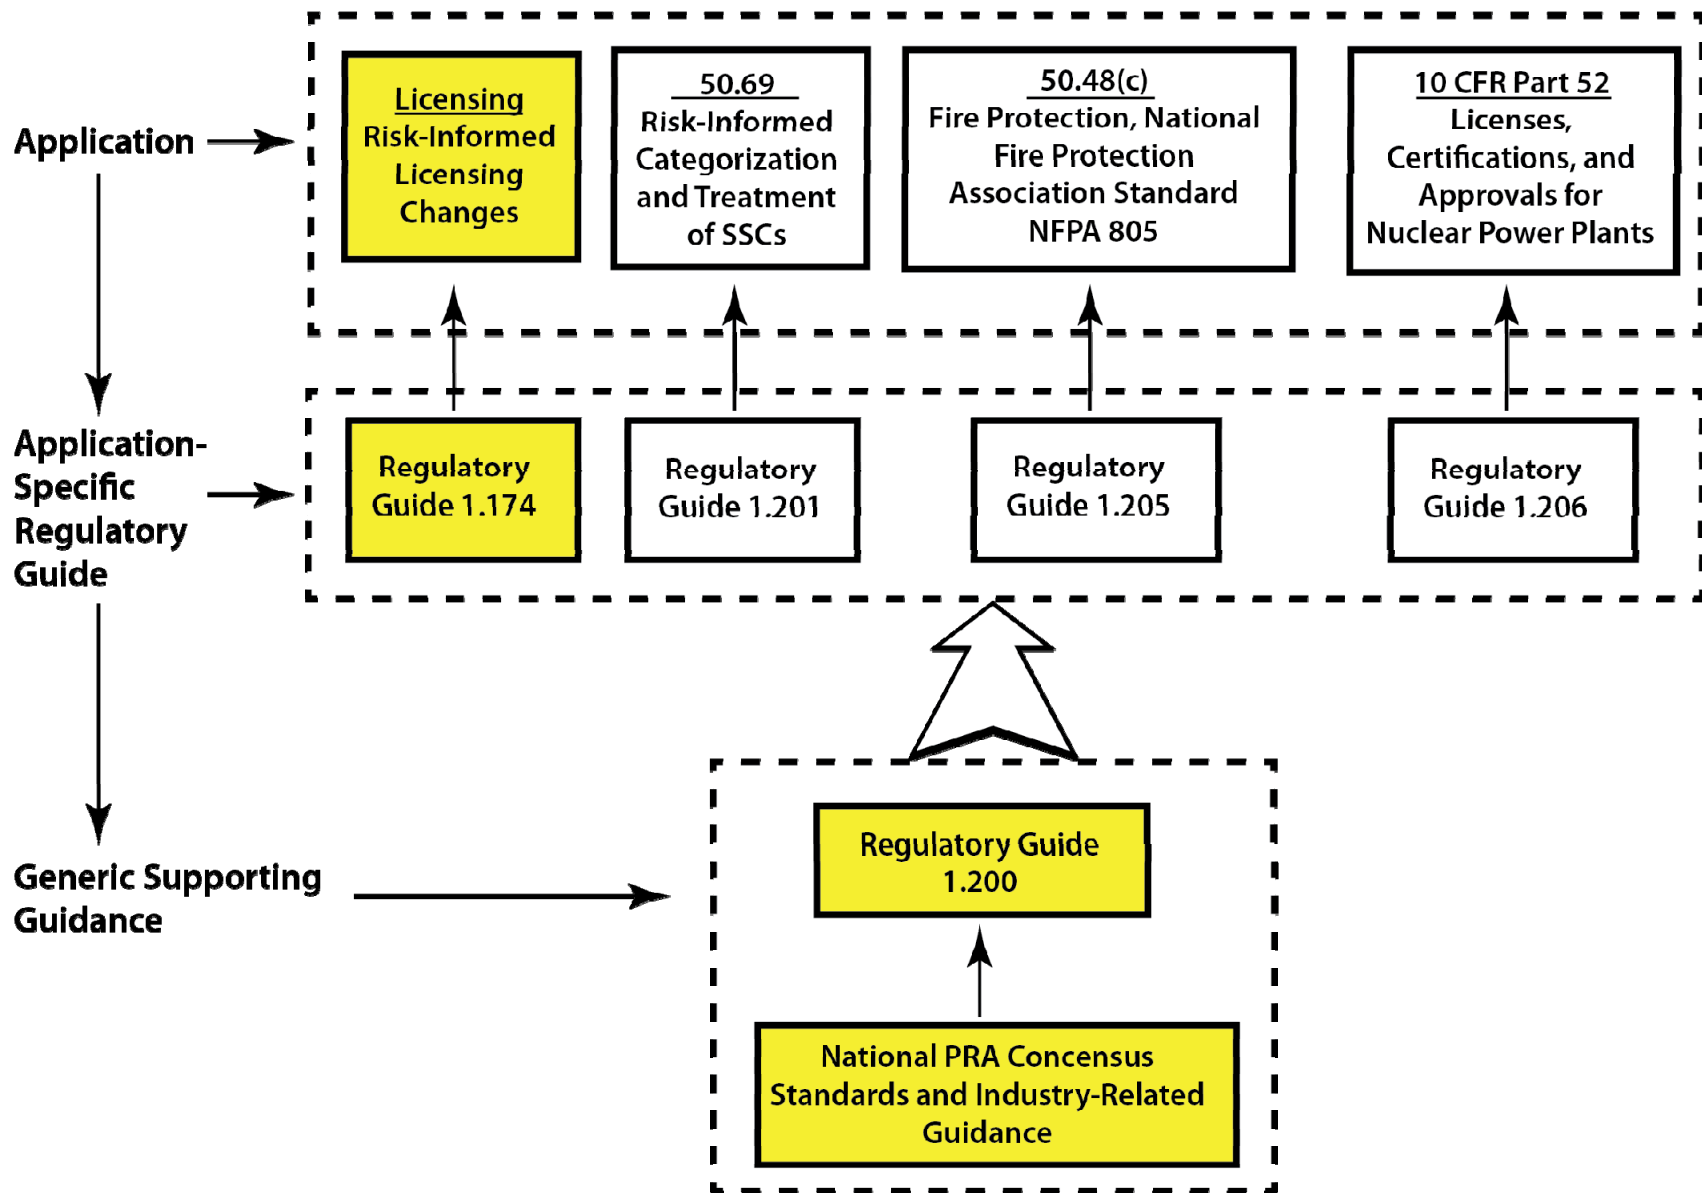 Application
Licensing
Risk-Informed
Licensing
Changes
50.69
Risk-Informed
Categorization
and Treatment
of SSCs
50.48(c)
Fire Protection, National
Fire Protection
Association Standard
NFPA 805
10 CFR Part 52
Licenses,
Certifications, and
Approvals for
Nuclear Power Plants
Application-
Specific
Regulatory
Guide
Regulatory
Guide 1.174
Regulatory
Guide 1.201
Regulatory
Guide 1.205
Regulatory
Guide 1.206
Generic Supporting
Guidance
Regulatory Guide
1.200
National PRA Concensus
Standards and Industry-Related
Guidance